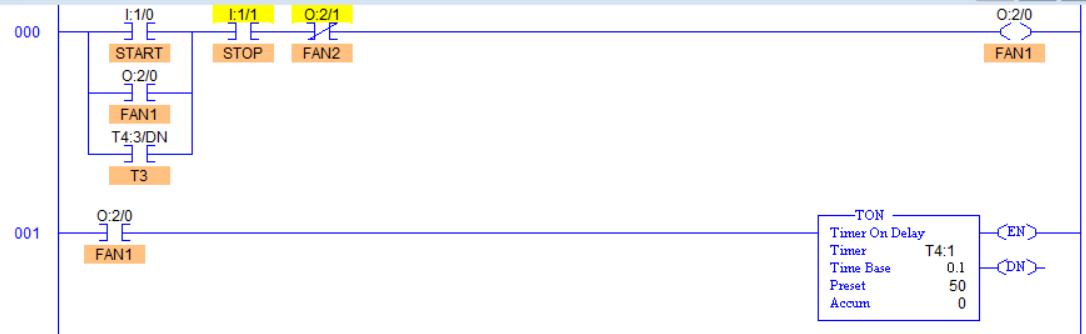 I:1/0 I:1/1 O:2/1 O:2/0
000
START STOP FAN2 FAN1
O:2/0
FAN1
T4:3/DN
T3
O:2/0
001
FAN1
TON
Timer On Delay
Timer T4:1
Time Base 0.1
Preset 50
Accum 0
EN
DN